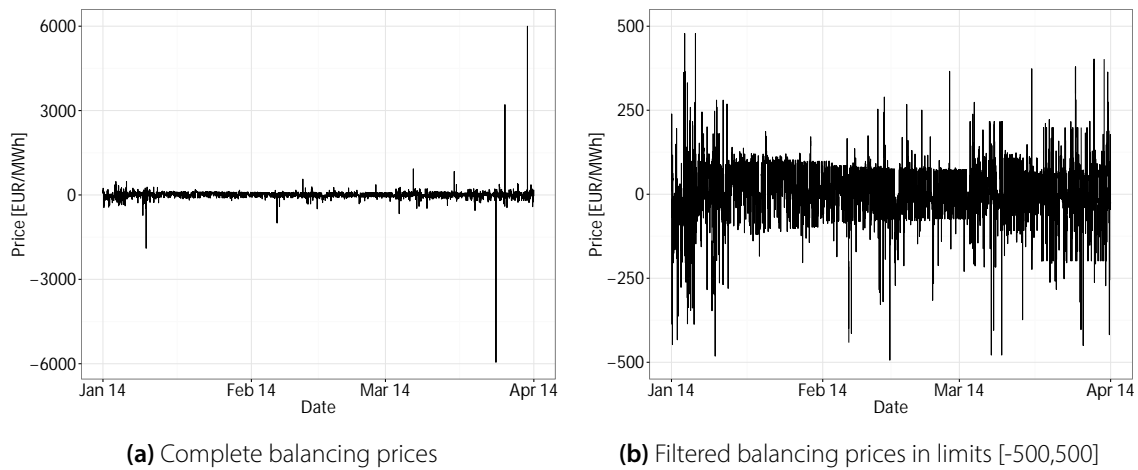 6000
3000
0
−3000
−6000
Price [EUR/MWh]
Jan 14
Feb 14
Mar 14
Apr 14
Date
(a) Complete balancing prices
500
250
0
−250
−500
Price [EUR/MWh]
Jan 14
Feb 14
Mar 14
Apr 14
Date
(b) Filtered balancing prices in limits [-500,500]